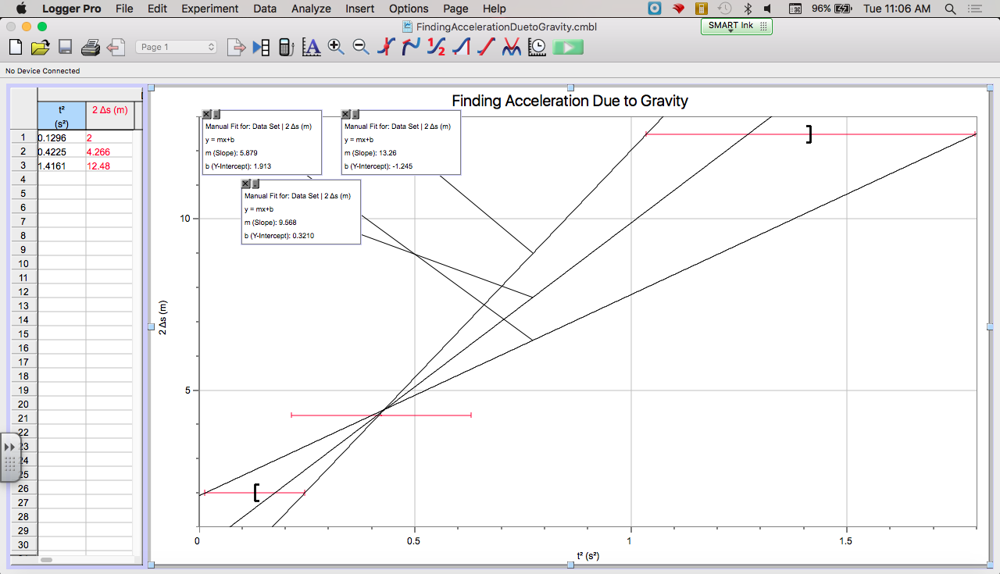 Logger Pro File Edit Experiment Data Analyze Insert Options Page Help 96% Tue 11:06 AM
FindingAccelerationDuetoGravity.cmbl
SMART Ink
Page 1
No Device Connected
t² (s²) 2 Δs (m)
1 0.1296 2
2 0.4225 4.266
3 1.4161 12.48
4
5
6
7
8
9
10
11
12
13
14
15
16
17
18
19
20
21
22
23
24
25
26
27
28
29
30
Finding Acceleration Due to Gravity
Manual Fit for: Data Set | 2 Δs (m)
y = mx+b
m (Slope): 5.879
b (Y-Intercept): 1.913
Manual Fit for: Data Set | 2 Δs (m)
y = mx+b
m (Slope): 13.26
b (Y-Intercept): -1.245
Manual Fit for: Data Set | 2 Δs (m)
y = mx+b
m (Slope): 9.568
b (Y-Intercept): 0.3210
10
5
2 Δs (m)
0 0.5 1 1.5
t² (s²)